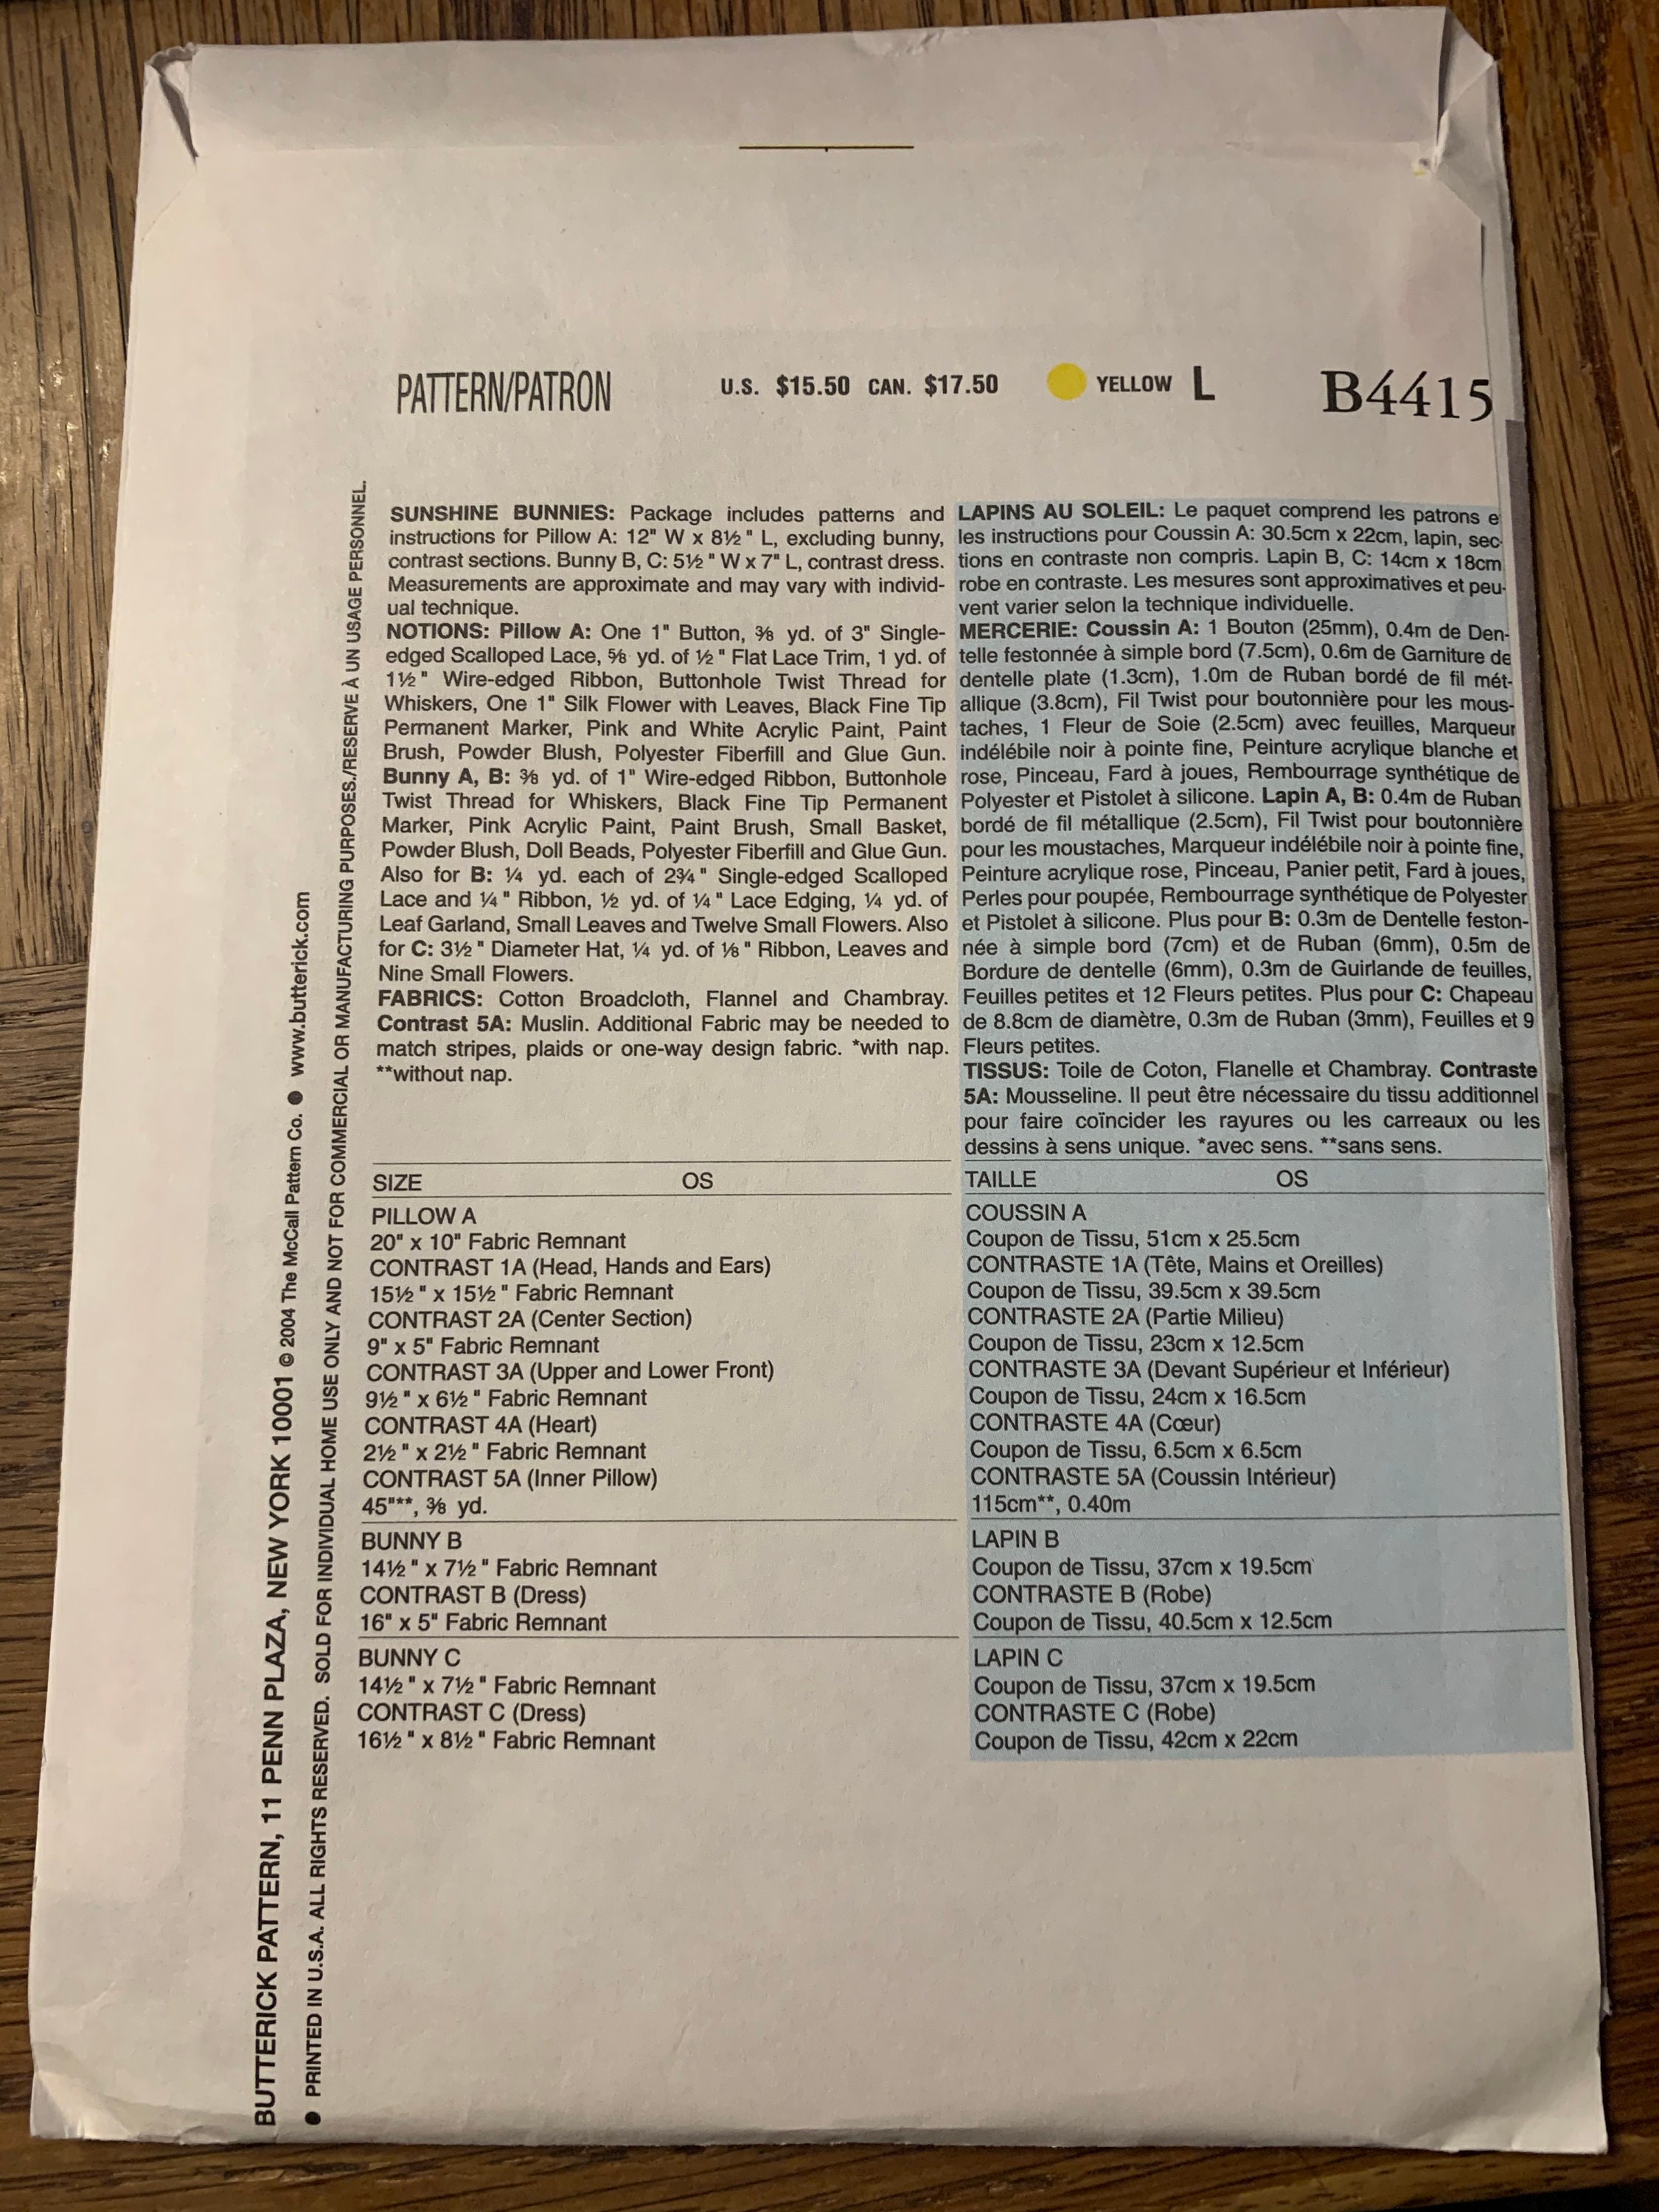 PATTERN/PATRON
U.S. $15.50 CAN. $17.50
YELLOW L
B4415
SUNSHINE BUNNIES: Package includes patterns and
instructions for Pillow A: 12" W x 8½" L, excluding bunny,
contrast sections. Bunny B, C: 5½" W x 7" L, contrast dress.
Measurements are approximate and may vary with individ-
ual technique.
NOTIONS: Pillow A: One 1" Button, ⅜ yd. of 3" Single-
edged Scalloped Lace, ⅝ yd. of ½" Flat Lace Trim, 1 yd. of
1½" Wire-edged Ribbon, Buttonhole Twist Thread for
Whiskers, One 1" Silk Flower with Leaves, Black Fine Tip
Permanent Marker, Pink and White Acrylic Paint, Paint
Brush, Powder Blush, Polyester Fiberfill and Glue Gun.
Bunny A, B: ⅜ yd. of 1" Wire-edged Ribbon, Buttonhole
Twist Thread for Whiskers, Black Fine Tip Permanent
Marker, Pink Acrylic Paint, Paint Brush, Small Basket,
Powder Blush, Doll Beads, Polyester Fiberfill and Glue Gun.
Also for B: ¼ yd. each of 2¾" Single-edged Scalloped
Lace and ¼" Ribbon, ½ yd. of ¼" Lace Edging, ¼ yd. of
Leaf Garland, Small Leaves and Twelve Small Flowers. Also
for C: 3½" Diameter Hat, ¼ yd. of ⅛" Ribbon, Leaves and
Nine Small Flowers.
FABRICS: Cotton Broadcloth, Flannel and Chambray.
Contrast 5A: Muslin. Additional Fabric may be needed to
match stripes, plaids or one-way design fabric. *with nap.
**without nap.
SIZE OS
PILLOW A
20" x 10" Fabric Remnant
CONTRAST 1A (Head, Hands and Ears)
15½" x 15½" Fabric Remnant
CONTRAST 2A (Center Section)
9" x 5" Fabric Remnant
CONTRAST 3A (Upper and Lower Front)
9½" x 6½" Fabric Remnant
CONTRAST 4A (Heart)
2½" x 2½" Fabric Remnant
CONTRAST 5A (Inner Pillow)
45"**, ⅜ yd.
BUNNY B
14½" x 7½" Fabric Remnant
CONTRAST B (Dress)
16" x 5" Fabric Remnant
BUNNY C
14½" x 7½" Fabric Remnant
CONTRAST C (Dress)
16½" x 8½" Fabric Remnant
LAPINS AU SOLEIL: Le paquet comprend les patrons e
les instructions pour Coussin A: 30.5cm x 22cm, lapin, sec-
tions en contraste non compris. Lapin B, C: 14cm x 18cm
robe en contraste. Les mesures sont approximatives et peu-
vent varier selon la technique individuelle.
MERCERIE: Coussin A: 1 Bouton (25mm), 0.4m de Den-
telle festonnée à simple bord (7.5cm), 0.6m de Garniture de
dentelle plate (1.3cm), 1.0m de Ruban bordé de fil mét-
allique (3.8cm), Fil Twist pour boutonnière pour les mous-
taches, 1 Fleur de Soie (2.5cm) avec feuilles, Marqueur
indélébile noir à pointe fine, Peinture acrylique blanche et
rose, Pinceau, Fard à joues, Rembourrage synthétique de
Polyester et Pistolet à silicone. Lapin A, B: 0.4m de Ruban
bordé de fil métallique (2.5cm), Fil Twist pour boutonnière
pour les moustaches, Marqueur indélébile noir à pointe fine,
Peinture acrylique rose, Pinceau, Panier petit, Fard à joues,
Perles pour poupée, Rembourrage synthétique de Polyester
et Pistolet à silicone. Plus pour B: 0.3m de Dentelle feston-
née à simple bord (7cm) et de Ruban (6mm), 0.5m de
Bordure de dentelle (6mm), 0.3m de Guirlande de feuilles,
Feuilles petites et 12 Fleurs petites. Plus pour C: Chapeau
de 8.8cm de diamètre, 0.3m de Ruban (3mm), Feuilles et 9
Fleurs petites.
TISSUS: Toile de Coton, Flanelle et Chambray. Contraste
5A: Mousseline. Il peut être nécessaire du tissu additionnel
pour faire coïncider les rayures ou les carreaux ou les
dessins à sens unique. *avec sens. **sans sens.
TAILLE OS
COUSSIN A
Coupon de Tissu, 51cm x 25.5cm
CONTRASTE 1A (Tête, Mains et Oreilles)
Coupon de Tissu, 39.5cm x 39.5cm
CONTRASTE 2A (Partie Milieu)
Coupon de Tissu, 23cm x 12.5cm
CONTRASTE 3A (Devant Supérieur et Inférieur)
Coupon de Tissu, 24cm x 16.5cm
CONTRASTE 4A (Cœur)
Coupon de Tissu, 6.5cm x 6.5cm
CONTRASTE 5A (Coussin Intérieur)
115cm**, 0.40m
LAPIN B
Coupon de Tissu, 37cm x 19.5cm
CONTRASTE B (Robe)
Coupon de Tissu, 40.5cm x 12.5cm
LAPIN C
Coupon de Tissu, 37cm x 19.5cm
CONTRASTE C (Robe)
Coupon de Tissu, 42cm x 22cm
BUTTERICK PATTERN, 11 PENN PLAZA, NEW YORK 10001 © 2004 The McCall Pattern Co. ● www.butterick.com
● PRINTED IN U.S.A. ALL RIGHTS RESERVED. SOLD FOR INDIVIDUAL HOME USE ONLY AND NOT FOR COMMERCIAL OR MANUFACTURING PURPOSES./RESERVE À UN USAGE PERSONNEL.